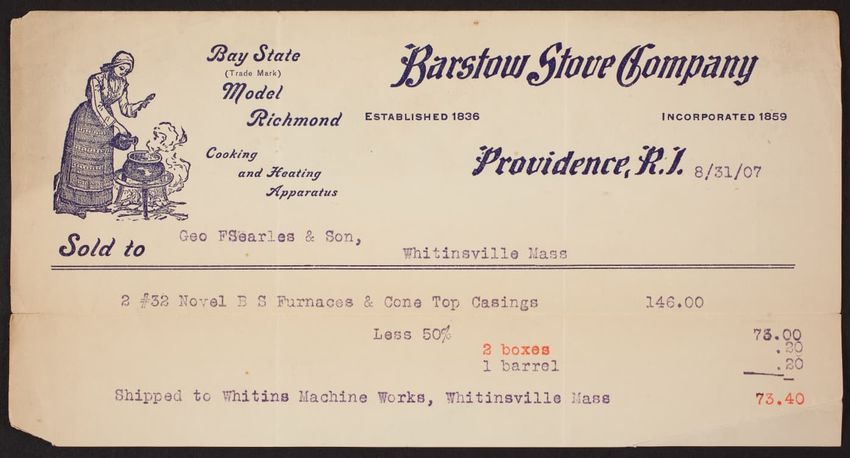 Bay State
(Trade Mark)
Model
Richmond
Cooking
and Heating
Apparatus
Barstow Stove Company
ESTABLISHED 1836 INCORPORATED 1859
Providence, R.I. 8/31/07
Sold to Geo FSearles & Son,
Whitinsville Mass
2 #32 Novel B S Furnaces & Cone Top Casings 146.00
Less 50% 73.00
2 boxes .20
1 barrel .20
Shipped to Whitins Machine Works, Whitinsville Mass 73.40